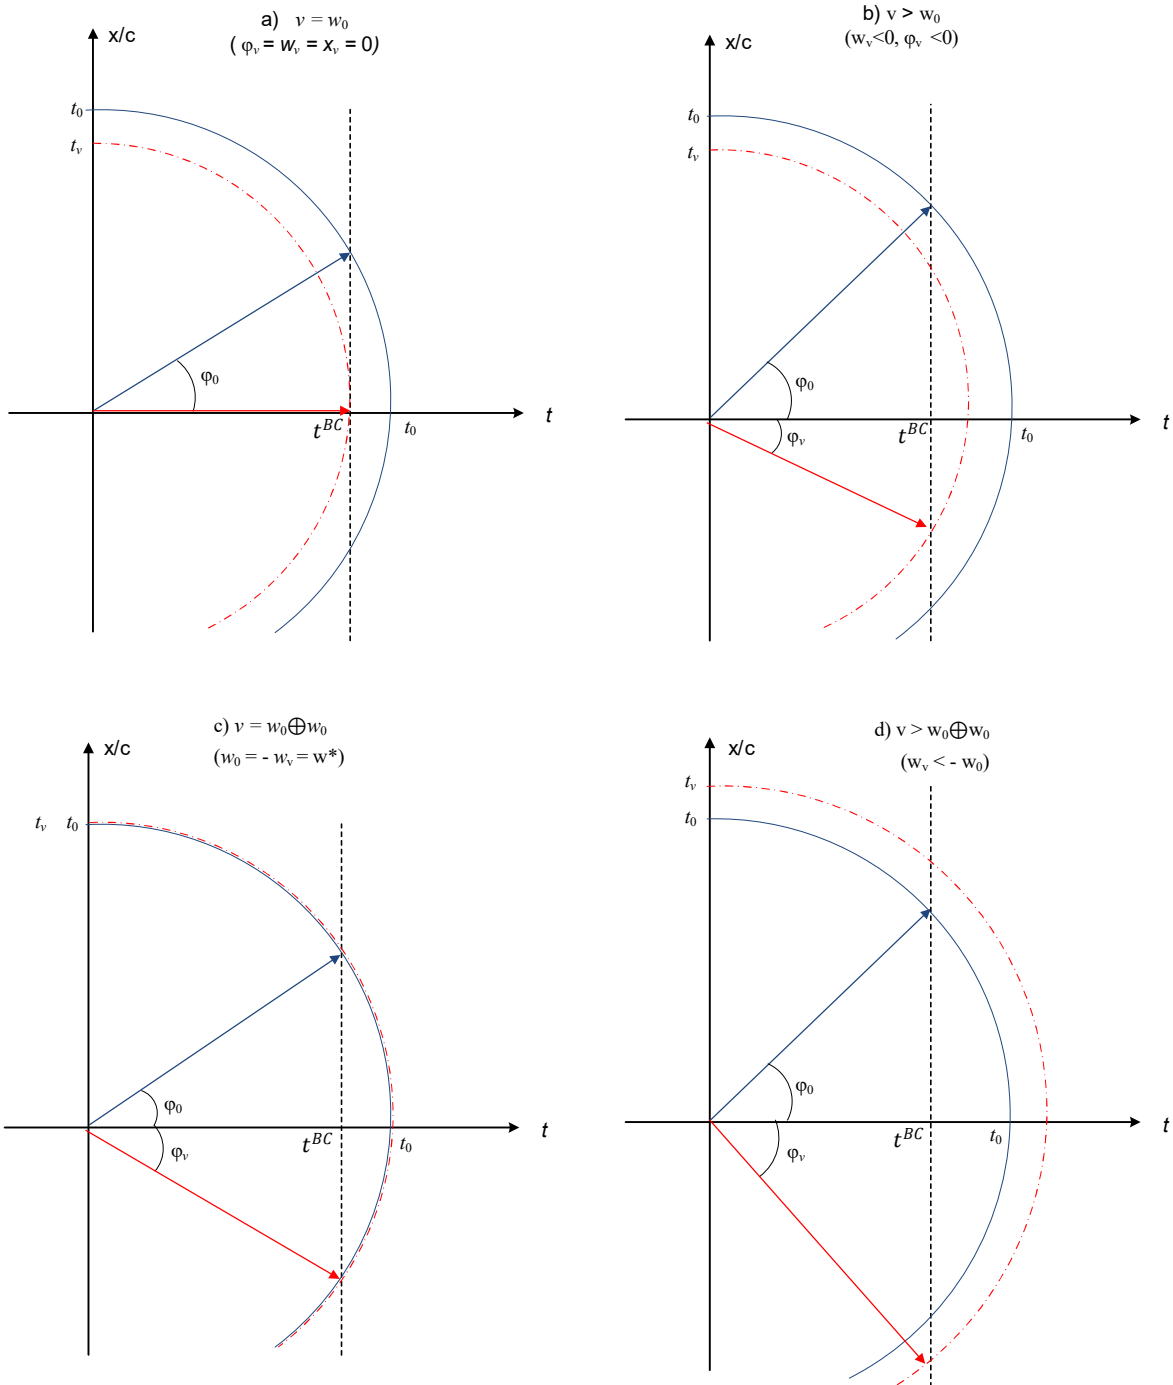 a) v = w₀
( φᵥ = wᵥ = xᵥ = 0)
x/c
t₀
tᵥ
φ₀
t^BC
t₀
t
b) v > w₀
(wᵥ<0, φᵥ <0)
x/c
t₀
tᵥ
φ₀
φᵥ
t^BC
t₀
t
c) v = w₀⊕w₀
(w₀ = - wᵥ = w*)
x/c
tᵥ t₀
φ₀
φᵥ
t^BC
t₀
t
d) v > w₀⊕w₀
(wᵥ < - w₀)
x/c
tᵥ
t₀
φ₀
φᵥ
t^BC
t₀
t